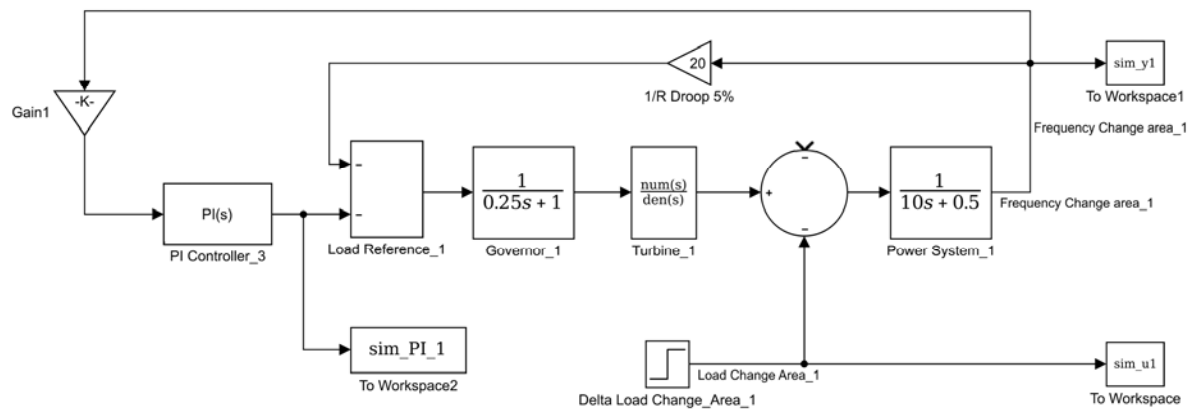 20
1/R Droop 5%
sim_y1
To Workspace1
-K-
Gain1
Frequency Change area_1
PI(s)
PI Controller_3
-
-
Load Reference_1
1
0.25s + 1
Governor_1
num(s)
den(s)
Turbine_1
-
+
-
1
10s + 0.5
Power System_1
Frequency Change area_1
sim_PI_1
To Workspace2
Load Change Area_1
Delta Load Change_Area_1
sim_u1
To Workspace